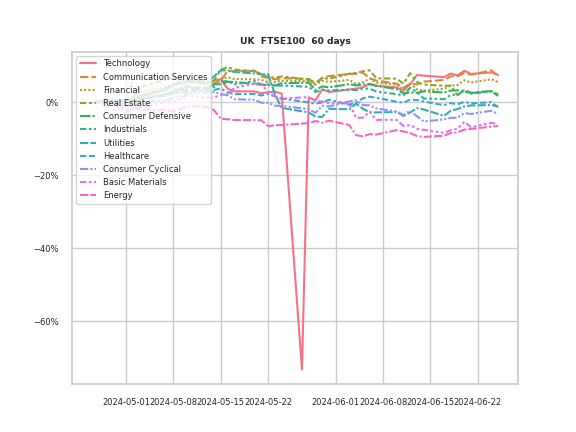 UK  FTSE100  60 days
Technology
Communication Services
Financial
Real Estate
Consumer Defensive
Industrials
Utilities
Healthcare
Consumer Cyclical
Basic Materials
Energy
0%
−20%
−40%
−60%
2024-05-01 2024-05-08 2024-05-15 2024-05-22 2024-06-01 2024-06-08 2024-06-15 2024-06-22